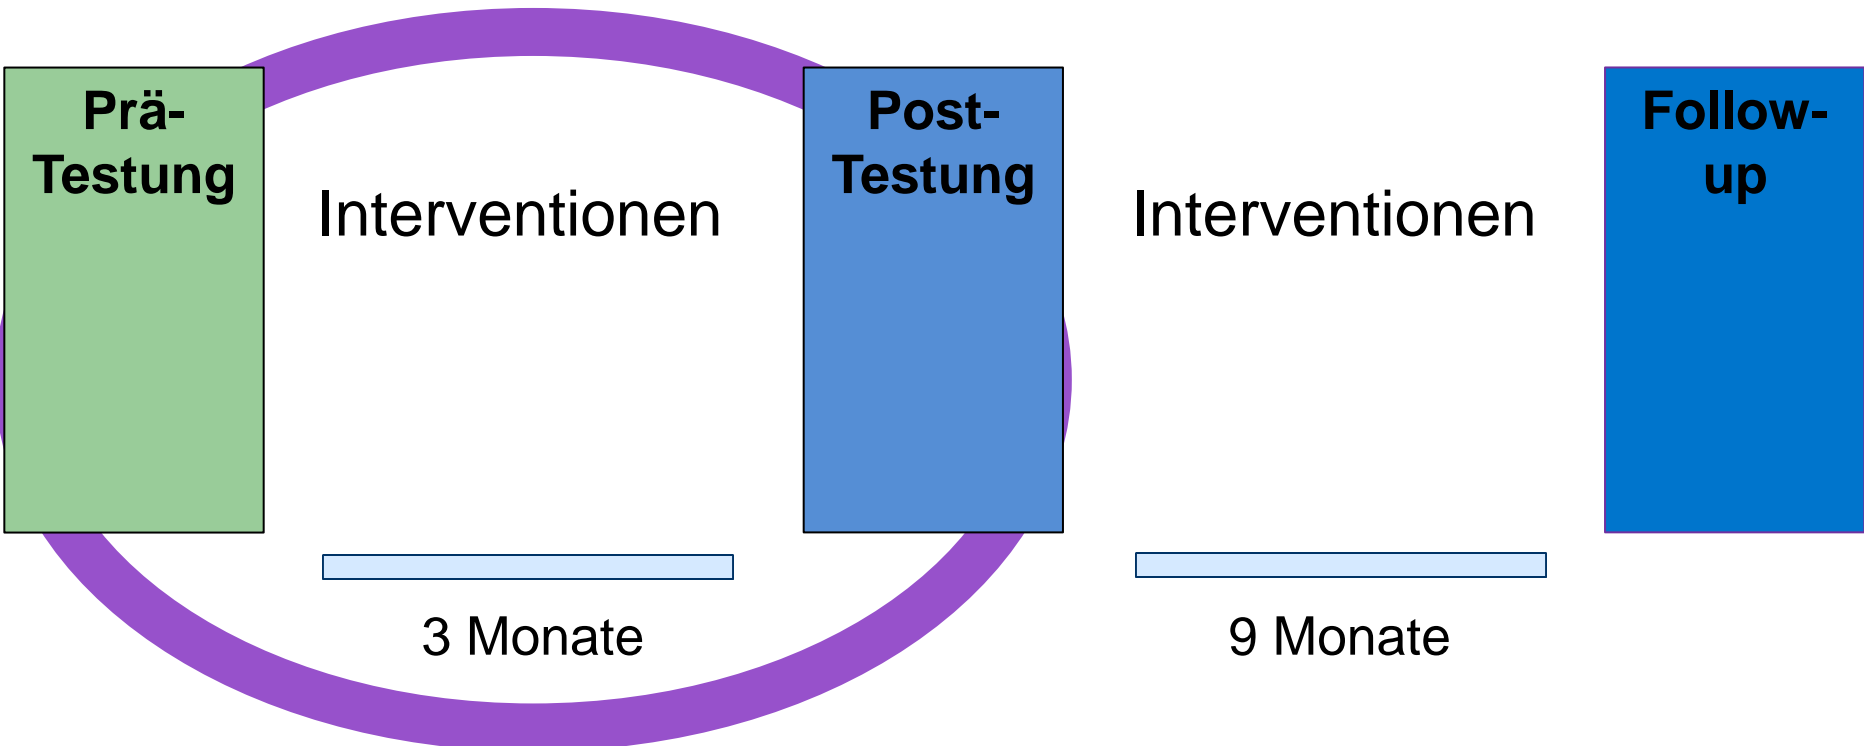 Prä-
Testung
Interventionen
Post-
Testung
Interventionen
Follow-
up
3 Monate
9 Monate